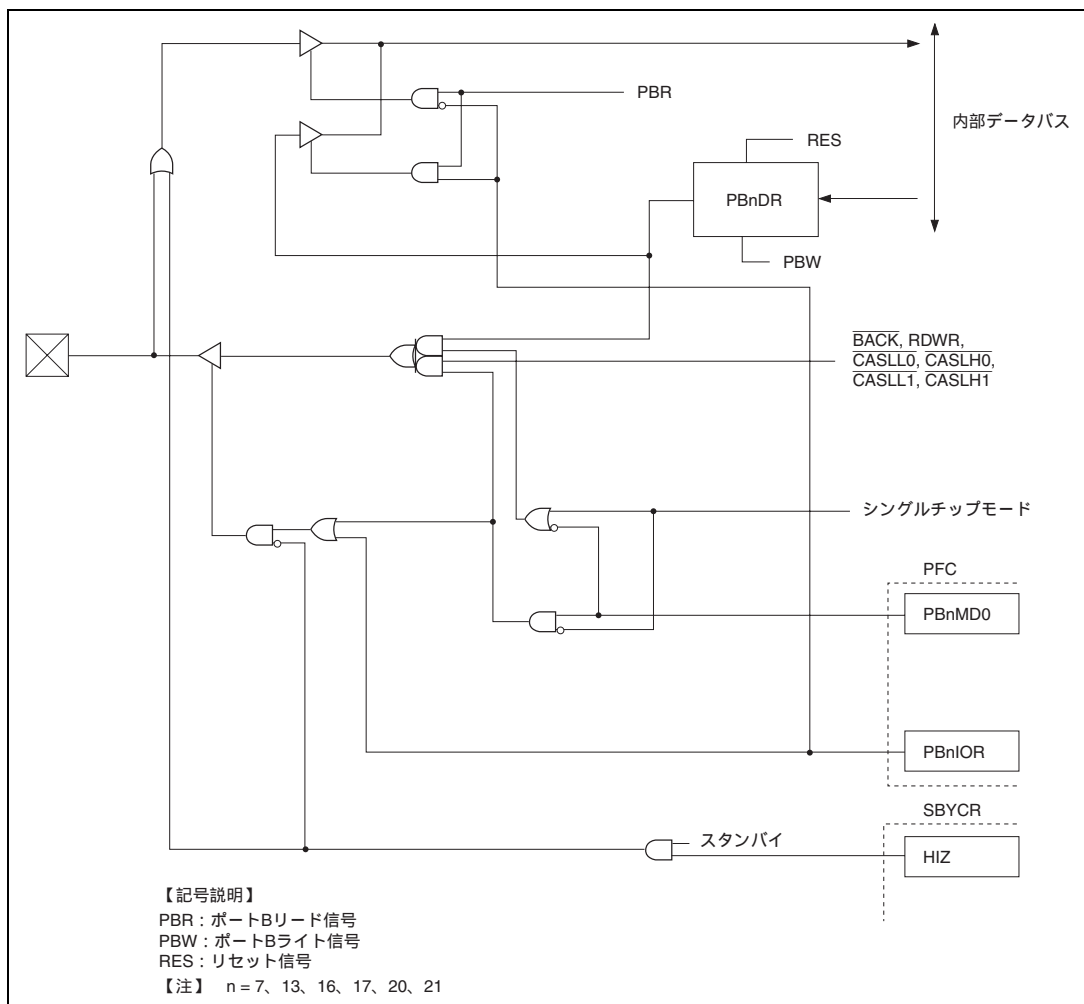 PBR
内部データバス
RES
PBnDR
PBW
BACK, RDWR,
CASLL0, CASLH0,
CASLL1, CASLH1
シングルチップモード
PFC
PBnMD0
PBnIOR
SBYCR
スタンバイ
HIZ
【記号説明】
PBR：ポートBリード信号
PBW：ポートBライト信号
RES：リセット信号
【注】 n = 7、13、16、17、20、21